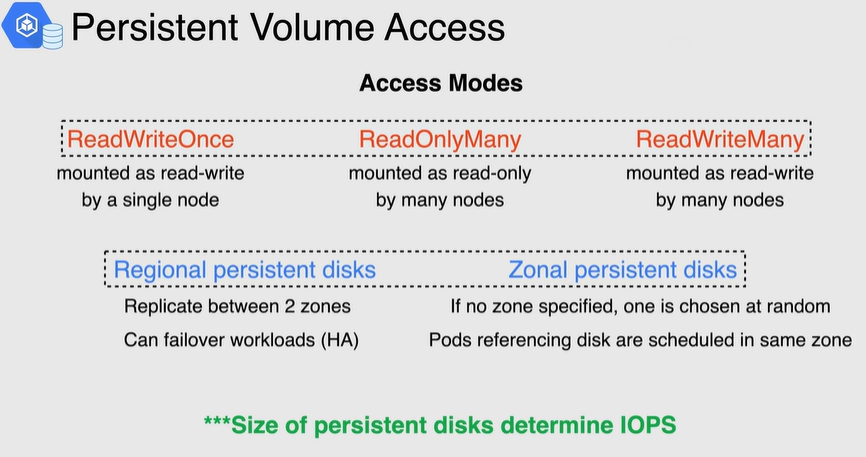 Persistent Volume Access
Access Modes
ReadWriteOnce
mounted as read-write
by a single node
ReadOnlyMany
mounted as read-only
by many nodes
ReadWriteMany
mounted as read-write
by many nodes
Regional persistent disks
Replicate between 2 zones
Can failover workloads (HA)
Zonal persistent disks
If no zone specified, one is chosen at random
Pods referencing disk are scheduled in same zone
***Size of persistent disks determine IOPS